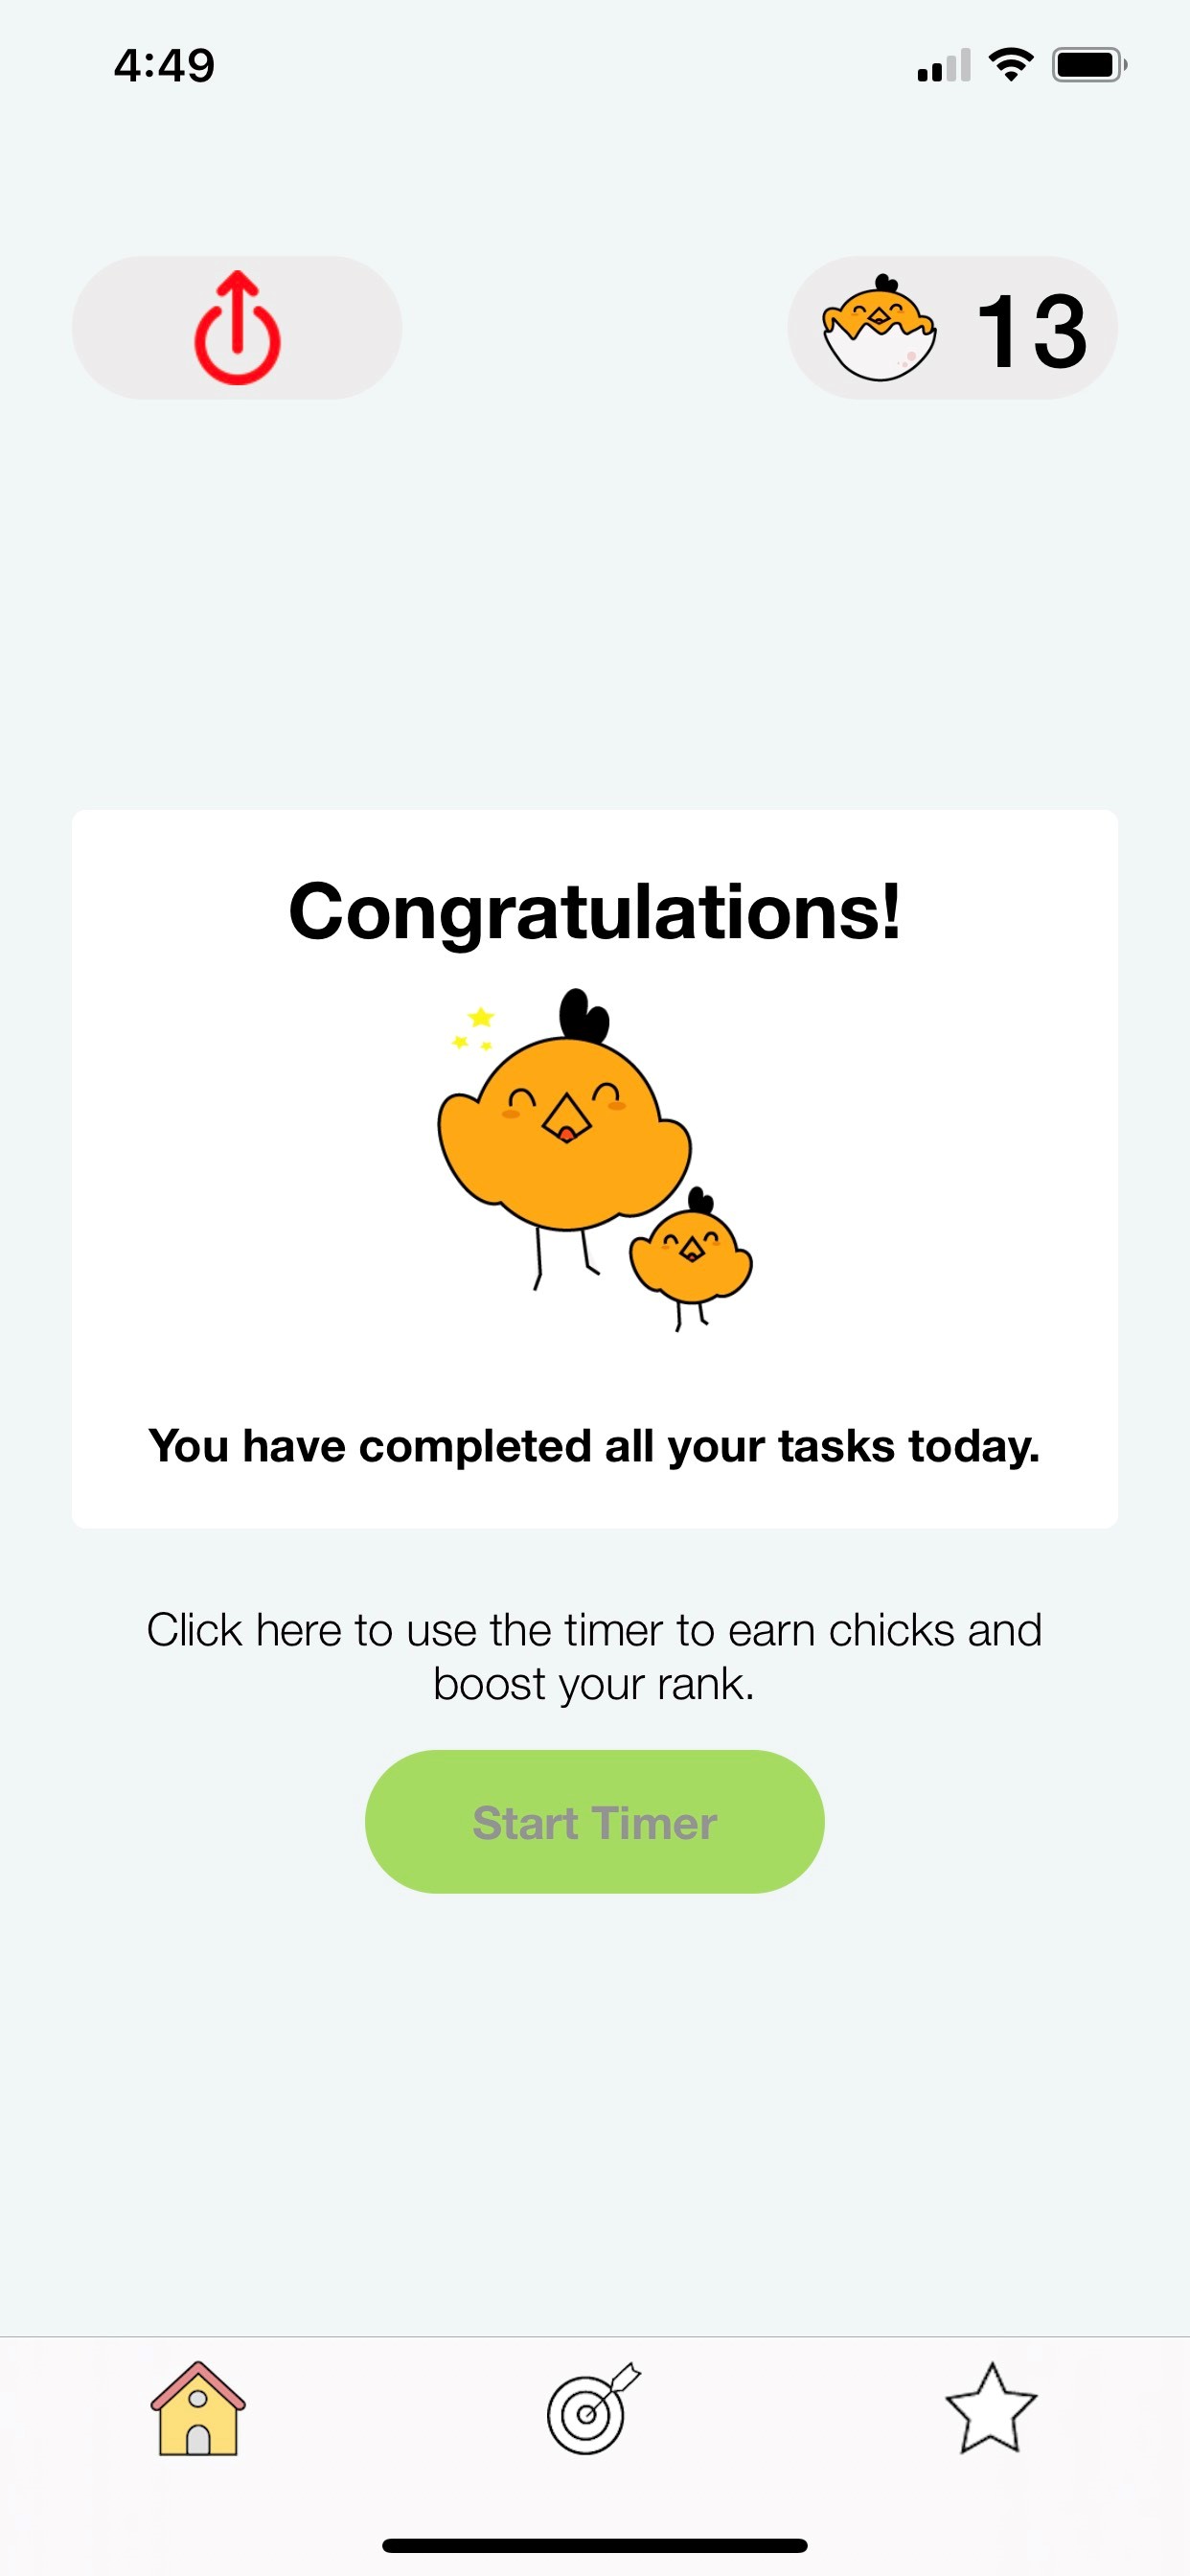 4:49
13
Congratulations!
You have completed all your tasks today.
Click here to use the timer to earn chicks and
boost your rank.
Start Timer